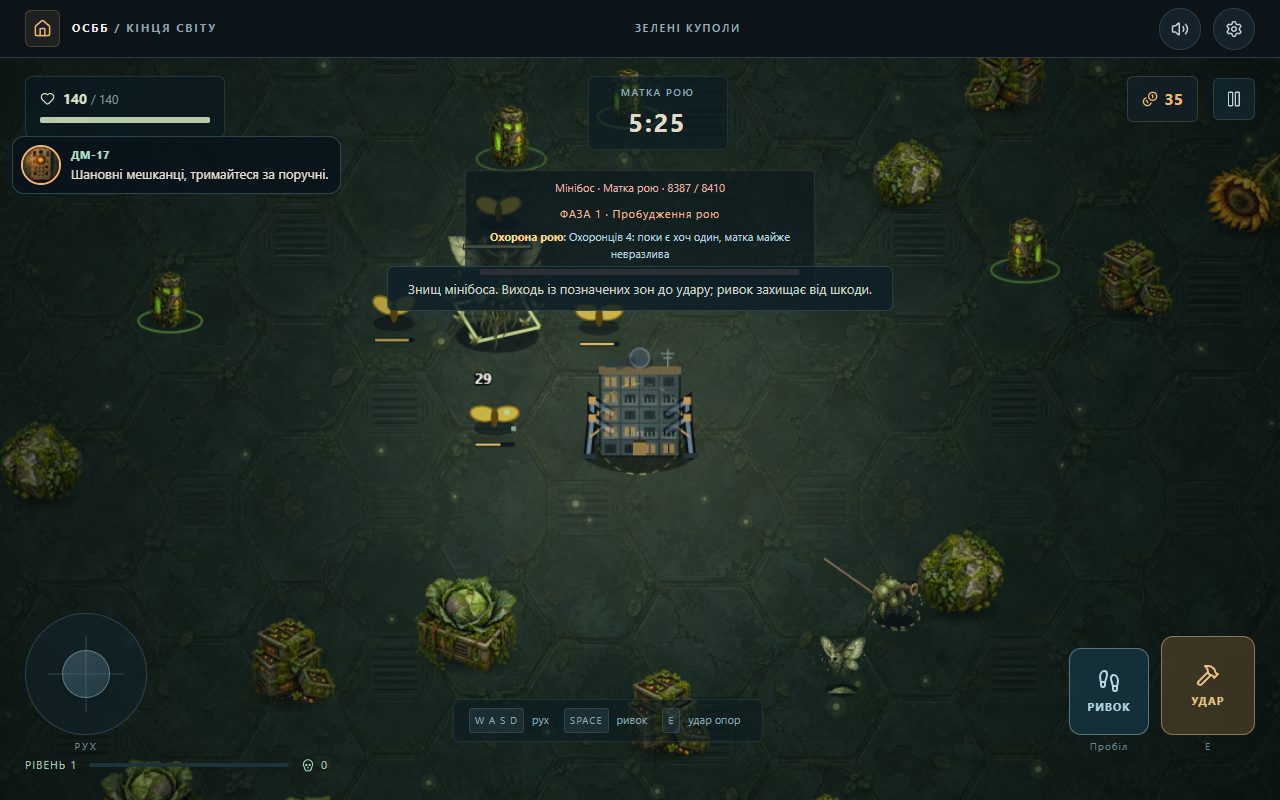 ОСББ / КІНЦЯ СВІТУ
ЗЕЛЕНІ КУПОЛИ
140 / 140
МАТКА РОЮ
5:25
35
ДМ-17
Шановні мешканці, тримайтеся за поручні.
Мінібос · Матка рою · 8387 / 8410
ФАЗА 1 · Пробудження рою
Охорона рою: Охоронців 4: поки є хоч один, матка майже
невразлива
Знищ мінібоса. Виходь із позначених зон до удару; ривок захищає від шкоди.
29
РИВОК
УДАР
Пробіл
E
W A S D рух SPACE ривок E удар опор
РУХ
РІВЕНЬ 1
0